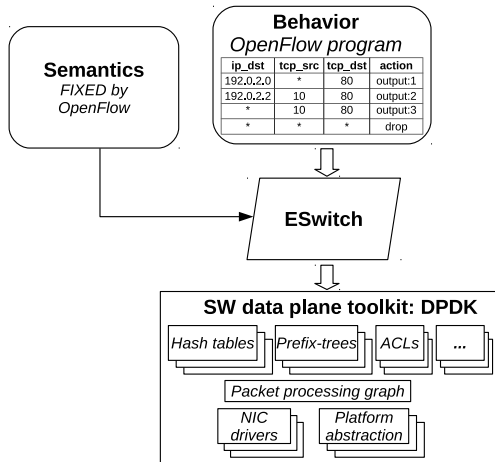 Semantics
FIXED by
OpenFlow
Behavior
OpenFlow program
ip_dst tcp_src tcp_dst action
192.0.2.0 * 80 output:1
192.0.2.2 10 80 output:2
* 10 80 output:3
* * * drop
ESwitch
SW data plane toolkit: DPDK
Hash tables Prefix-trees ACLs ...
Packet processing graph
NIC Platform
drivers abstraction